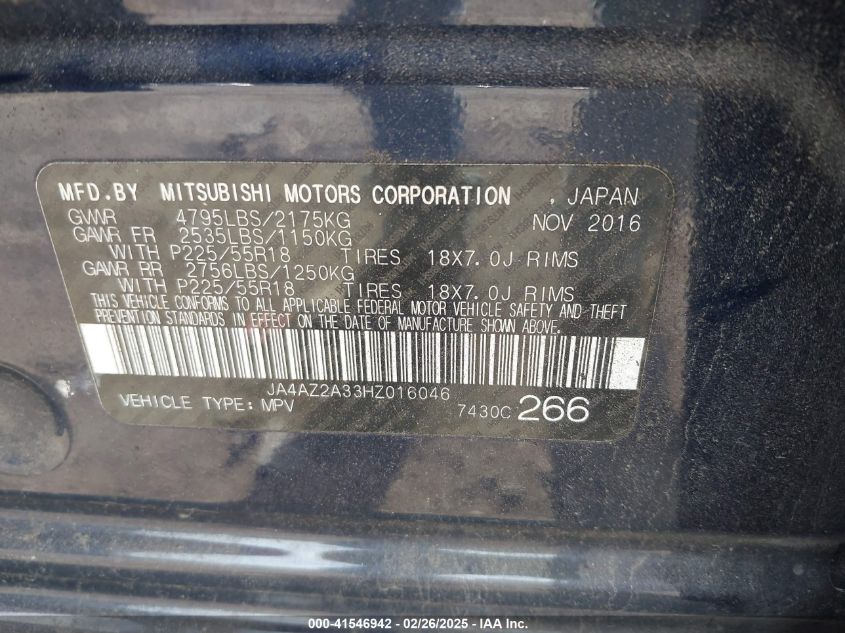 MFD.BY MITSUBISHI MOTORS CORPORATION , JAPAN
GVWR 4795LBS/2175KG NOV 2016
GAWR FR 2535LBS/1150KG
WITH P225/55R18 TIRES 18X7.0J RIMS
GAWR RR 2756LBS/1250KG
WITH P225/55R18 TIRES 18X7.0J RIMS
THIS VEHICLE CONFORMS TO ALL APPLICABLE FEDERAL MOTOR VEHICLE SAFETY AND THEFT
PREVENTION STANDARDS IN EFFECT ON THE DATE OF MANUFACTURE SHOWN ABOVE.
JA4AZ2A33HZ016046
VEHICLE TYPE: MPV 7430C 266
000-41546942 - 02/26/2025 - IAA Inc.